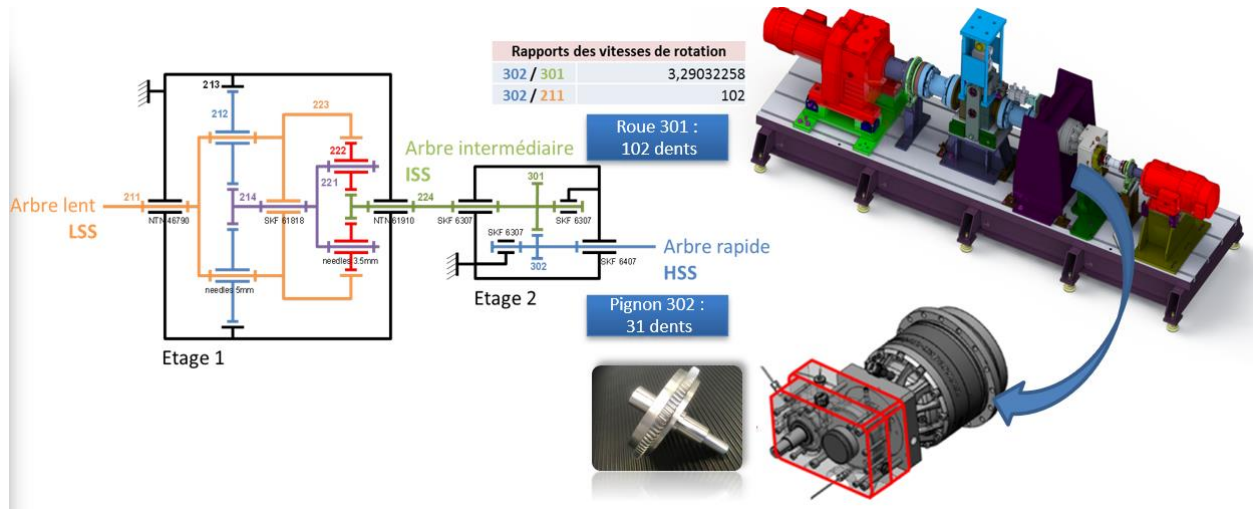 Rapports des vitesses de rotation
302 / 301 3,29032258
302 / 211 102
Roue 301 :
102 dents
213
212
223
222
221
Arbre intermédiaire
ISS
301
211
214
224
Arbre lent
LSS
NTN 46790
SKF 61818
NTN 61910
SKF 6307
SKF 6307
SKF 6307
302
SKF 6407
Arbre rapide
HSS
needles 3.5mm
needles 5mm
Etage 2
Pignon 302 :
31 dents
Etage 1